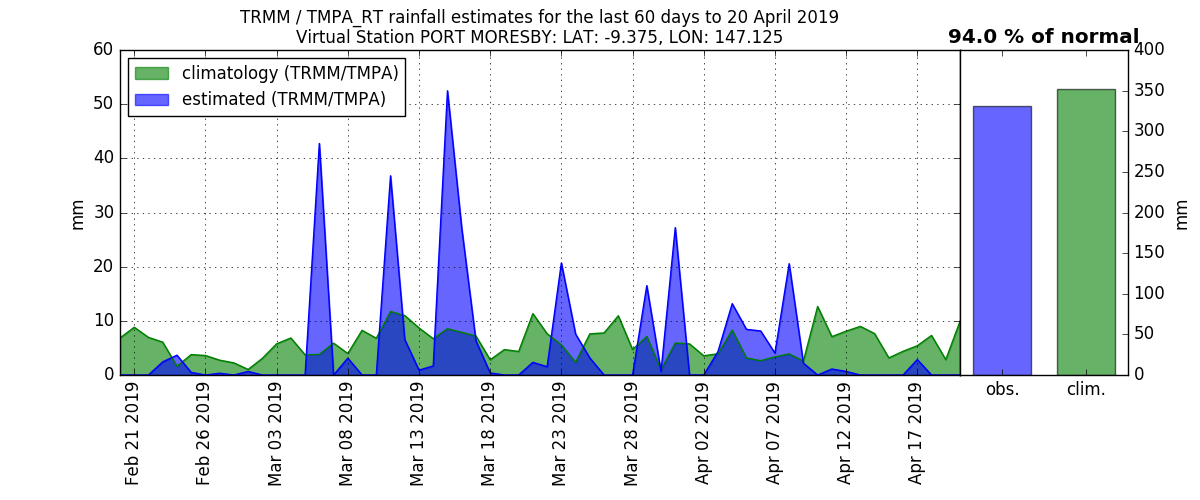 TRMM / TMPA_RT rainfall estimates for the last 60 days to 20 April 2019
Virtual Station PORT MORESBY: LAT: -9.375, LON: 147.125
94.0 % of normal
climatology (TRMM/TMPA)
estimated (TRMM/TMPA)
60
50
40
30
20
10
0
mm
400
350
300
250
200
150
100
50
0
mm
Feb 21 2019
Feb 26 2019
Mar 03 2019
Mar 08 2019
Mar 13 2019
Mar 18 2019
Mar 23 2019
Mar 28 2019
Apr 02 2019
Apr 07 2019
Apr 12 2019
Apr 17 2019
obs.
clim.